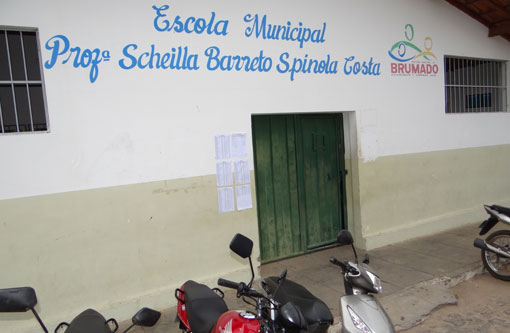 Escola Municipal
Profª Scheilla Barreto Spinola Costa
BRUMADO